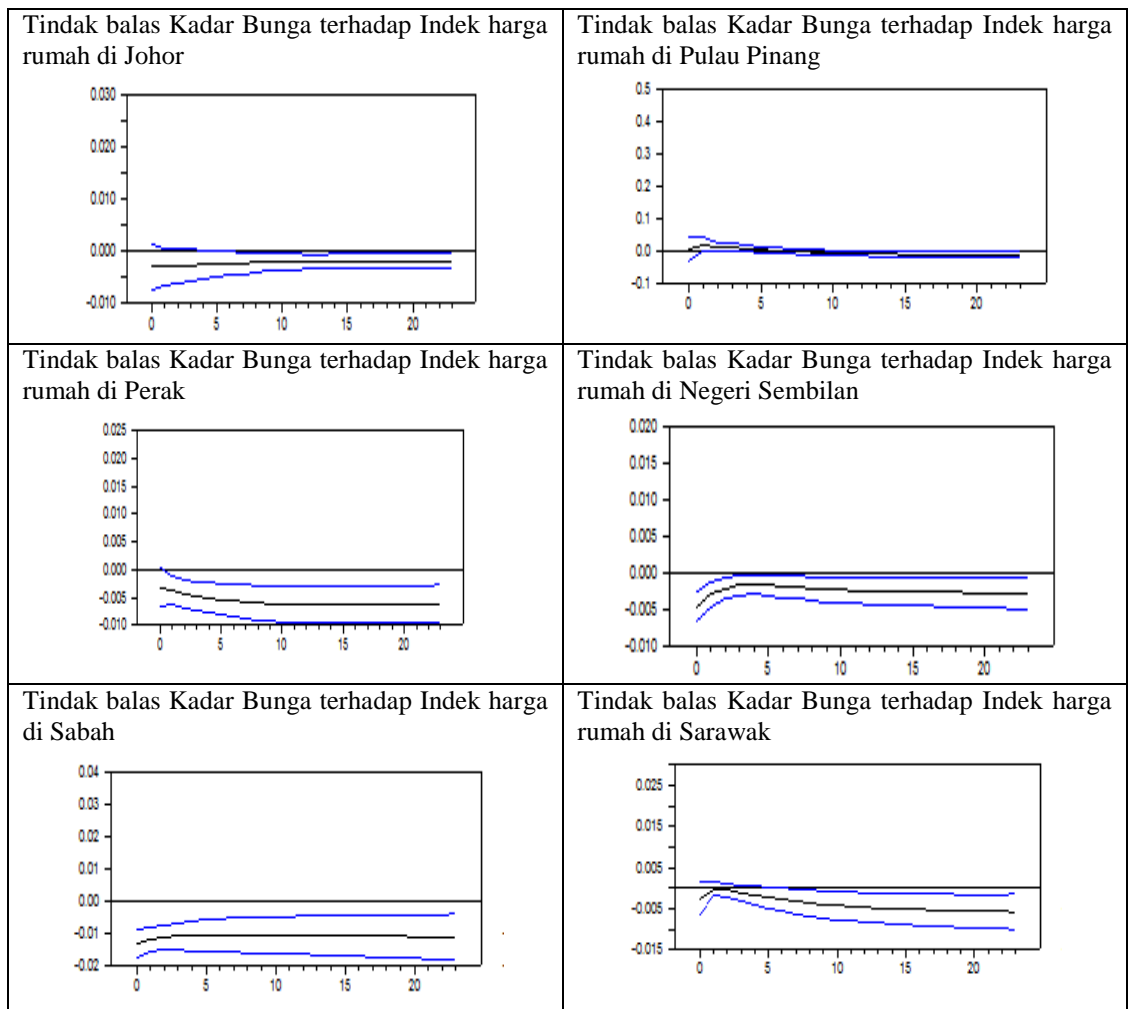 Tindak balas Kadar Bunga terhadap Indek harga
rumah di Johor
0.030
0.020
0.010
0.000
-0.010
0 5 10 15 20
Tindak balas Kadar Bunga terhadap Indek harga
rumah di Pulau Pinang
0.5
0.4
0.3
0.2
0.1
0.0
-0.1
0 5 10 15 20
Tindak balas Kadar Bunga terhadap Indek harga
rumah di Perak
0.025
0.020
0.015
0.010
0.005
0.000
-0.005
-0.010
0 5 10 15 20
Tindak balas Kadar Bunga terhadap Indek harga
rumah di Negeri Sembilan
0.020
0.015
0.010
0.005
0.000
-0.005
-0.010
0 5 10 15 20
Tindak balas Kadar Bunga terhadap Indek harga
di Sabah
0.04
0.03
0.02
0.01
0.00
-0.01
-0.02
0 5 10 15 20
Tindak balas Kadar Bunga terhadap Indek harga
rumah di Sarawak
0.025
0.015
0.005
-0.005
-0.015
0 5 10 15 20